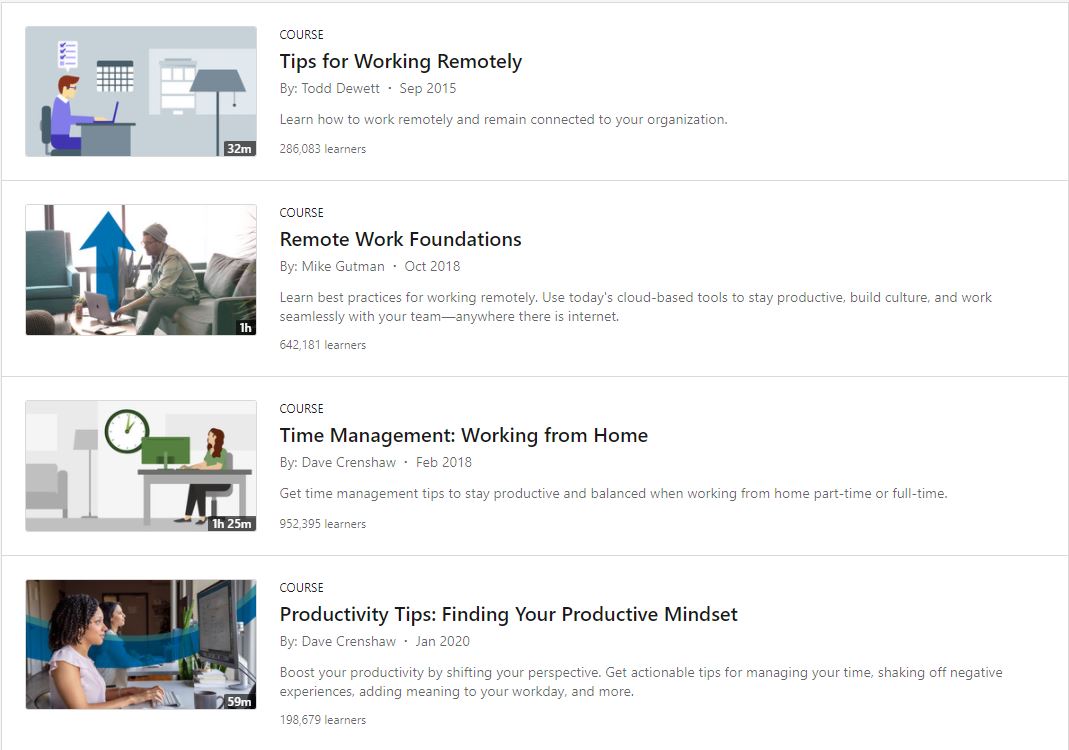 COURSE
Tips for Working Remotely
By: Todd Dewett · Sep 2015
Learn how to work remotely and remain connected to your organization.
286,083 learners
32m
COURSE
Remote Work Foundations
By: Mike Gutman · Oct 2018
Learn best practices for working remotely. Use today's cloud-based tools to stay productive, build culture, and work
seamlessly with your team—anywhere there is internet.
642,181 learners
1h
COURSE
Time Management: Working from Home
By: Dave Crenshaw · Feb 2018
Get time management tips to stay productive and balanced when working from home part-time or full-time.
952,395 learners
1h 25m
COURSE
Productivity Tips: Finding Your Productive Mindset
By: Dave Crenshaw · Jan 2020
Boost your productivity by shifting your perspective. Get actionable tips for managing your time, shaking off negative
experiences, adding meaning to your workday, and more.
198,679 learners
59m